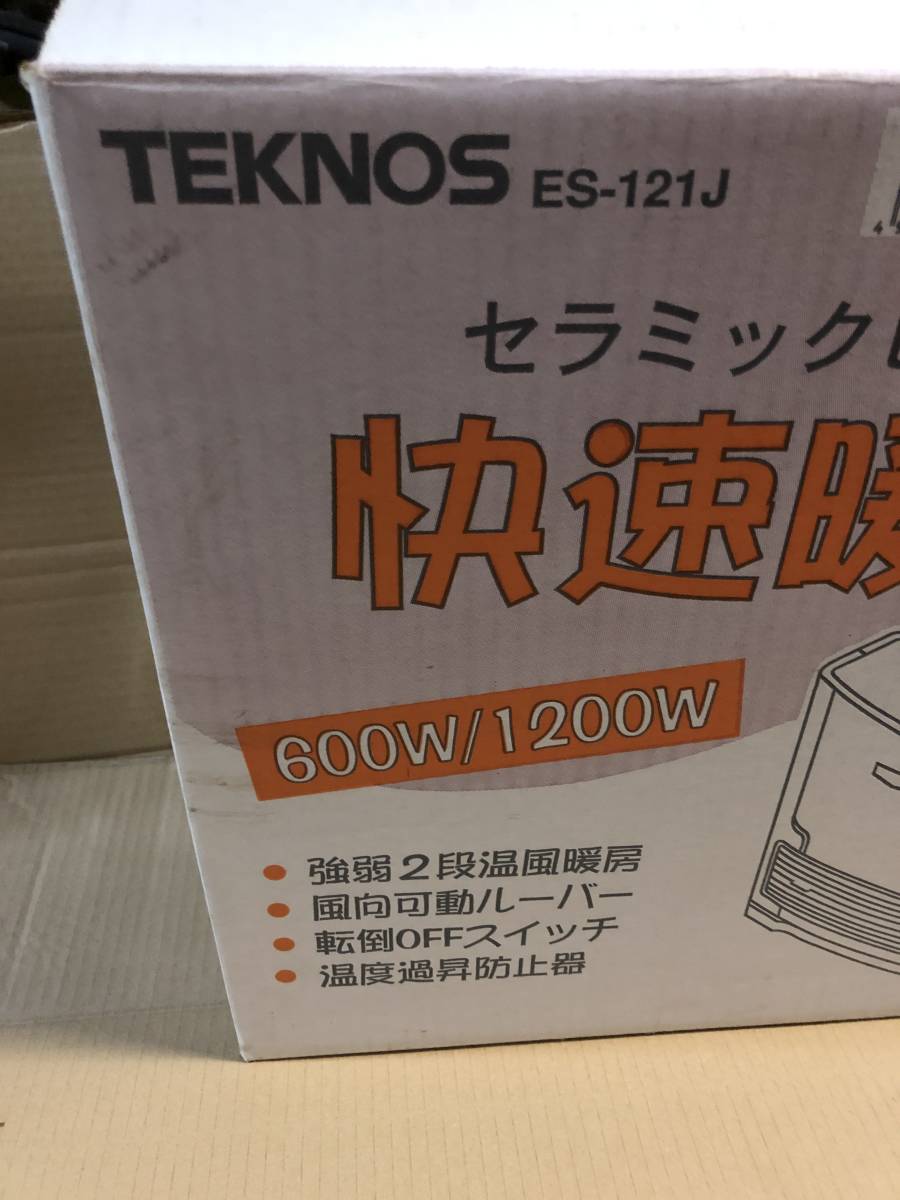 TEKNOS ES-121J
セラミック
快速暖
600W/1200W
• 強弱2段温風暖房
• 風向可動ルーバー
• 転倒OFFスイッチ
• 温度過昇防止器